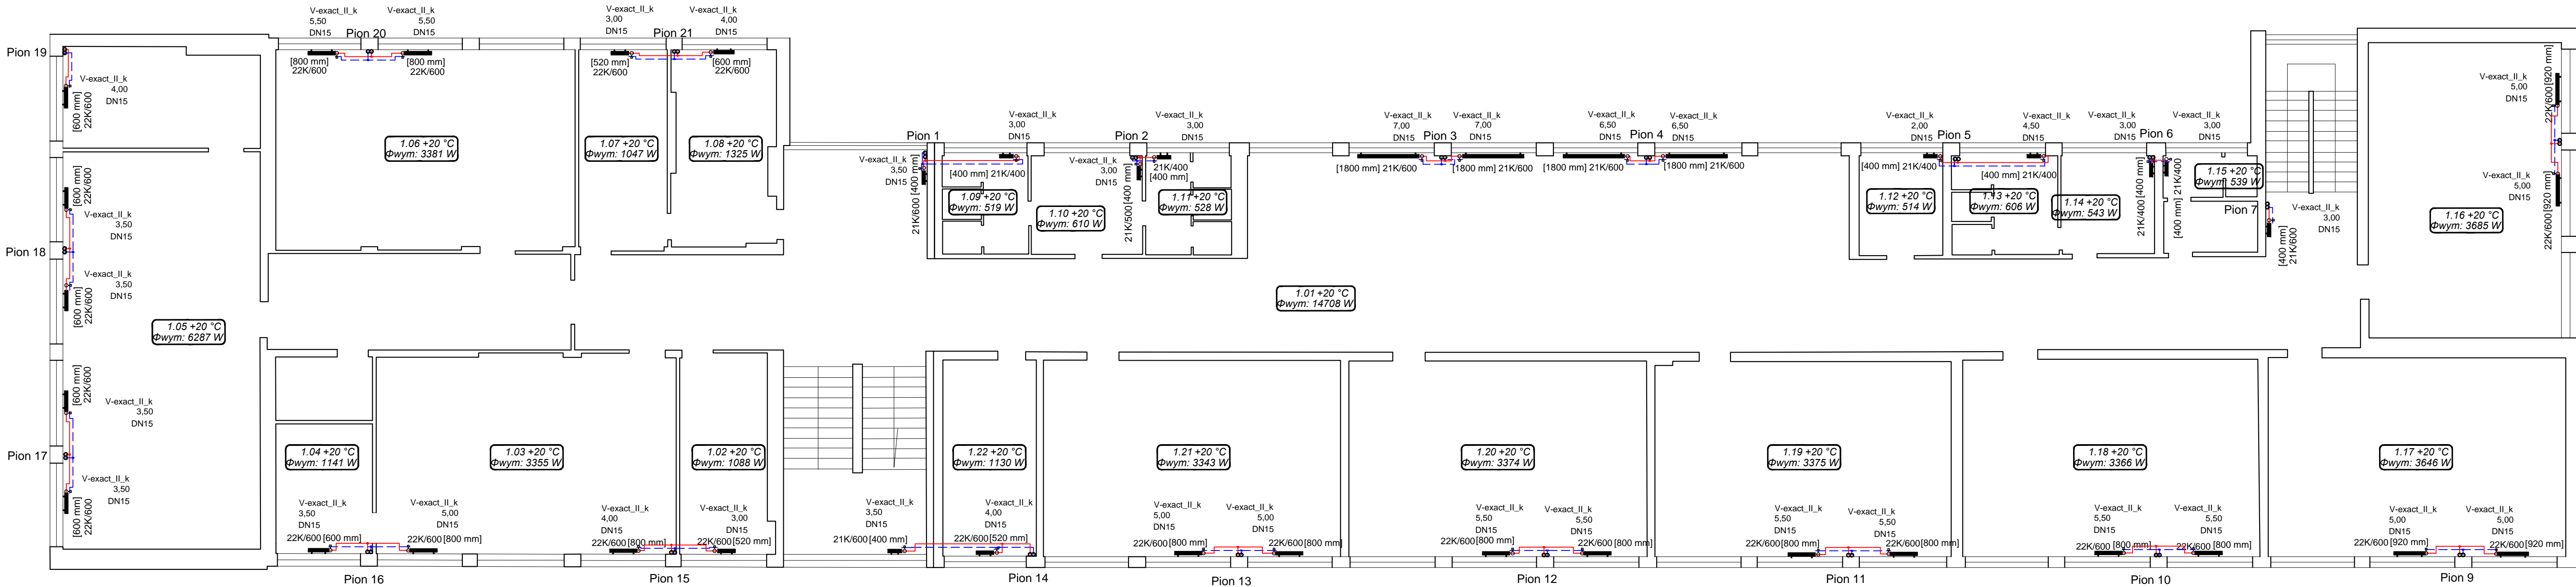 Pion 19
V-exact_II_k
4,00
DN15
[600 mm]
22K/600
V-exact_II_k
5,50
DN15
Pion 20
V-exact_II_k
5,50
DN15
[800 mm]
22K/600
[800 mm]
22K/600
V-exact_II_k
3,00
DN15
Pion 21
V-exact_II_k
4,00
DN15
[520 mm]
22K/600
[600 mm]
22K/600
1.06 +20 °C
Φwym: 3381 W
1.07 +20 °C
Φwym: 1047 W
1.08 +20 °C
Φwym: 1325 W
Pion 1
V-exact_II_k
3,50
DN15
21K/600 [400 mm]
V-exact_II_k
3,00
DN15
[400 mm] 21K/400
1.09 +20 °C
Φwym: 519 W
1.10 +20 °C
Φwym: 610 W
Pion 2
V-exact_II_k
3,00
DN15
V-exact_II_k
3,00
DN15
21K/500 [400 mm]
21K/400
[400 mm]
1.11 +20 °C
Φwym: 528 W
V-exact_II_k
7,00
DN15
Pion 3
V-exact_II_k
7,00
DN15
[1800 mm] 21K/600
[1800 mm] 21K/600
V-exact_II_k
6,50
DN15
Pion 4
V-exact_II_k
6,50
DN15
[1800 mm] 21K/600
[1800 mm] 21K/600
V-exact_II_k
2,00
DN15
Pion 5
V-exact_II_k
4,50
DN15
[400 mm] 21K/400
[400 mm] 21K/400
1.12 +20 °C
Φwym: 514 W
1.13 +20 °C
Φwym: 606 W
1.14 +20 °C
Φwym: 543 W
V-exact_II_k
3,00
DN15
Pion 6
V-exact_II_k
3,00
DN15
21K/400 [400 mm]
[400 mm] 21K/400
1.15 +20 °C
Φwym: 539 W
Pion 7
V-exact_II_k
3,00
DN15
[400 mm]
21K/600
V-exact_II_k
5,00
DN15
22K/600 [920 mm]
V-exact_II_k
5,00
DN15
22K/600 [920 mm]
1.16 +20 °C
Φwym: 3685 W
[600 mm]
22K/600
V-exact_II_k
3,50
DN15
Pion 18
V-exact_II_k
3,50
DN15
[600 mm]
22K/600
1.05 +20 °C
Φwym: 6287 W
1.01 +20 °C
Φwym: 14708 W
[600 mm]
22K/600
V-exact_II_k
3,50
DN15
Pion 17
V-exact_II_k
3,50
DN15
[600 mm]
22K/600
1.04 +20 °C
Φwym: 1141 W
1.03 +20 °C
Φwym: 3355 W
1.02 +20 °C
Φwym: 1088 W
1.22 +20 °C
Φwym: 1130 W
1.21 +20 °C
Φwym: 3343 W
1.20 +20 °C
Φwym: 3374 W
1.19 +20 °C
Φwym: 3375 W
1.18 +20 °C
Φwym: 3366 W
1.17 +20 °C
Φwym: 3646 W
V-exact_II_k
3,50
DN15
22K/600 [600 mm]
V-exact_II_k
5,00
DN15
22K/600 [800 mm]
Pion 16
V-exact_II_k
4,00
DN15
22K/600 [800 mm]
V-exact_II_k
3,00
DN15
22K/600 [520 mm]
Pion 15
V-exact_II_k
3,50
DN15
21K/600 [400 mm]
V-exact_II_k
4,00
DN15
22K/600 [520 mm]
Pion 14
V-exact_II_k
5,00
DN15
22K/600 [800 mm]
V-exact_II_k
5,00
DN15
22K/600 [800 mm]
Pion 13
V-exact_II_k
5,50
DN15
22K/600 [800 mm]
V-exact_II_k
5,50
DN15
22K/600 [800 mm]
Pion 12
V-exact_II_k
5,50
DN15
22K/600 [800 mm]
V-exact_II_k
5,50
DN15
22K/600 [800 mm]
Pion 11
V-exact_II_k
5,50
DN15
22K/600 [800 mm]
V-exact_II_k
5,50
DN15
22K/600 [800 mm]
Pion 10
V-exact_II_k
5,00
DN15
22K/600 [920 mm]
V-exact_II_k
5,00
DN15
22K/600 [920 mm]
Pion 9